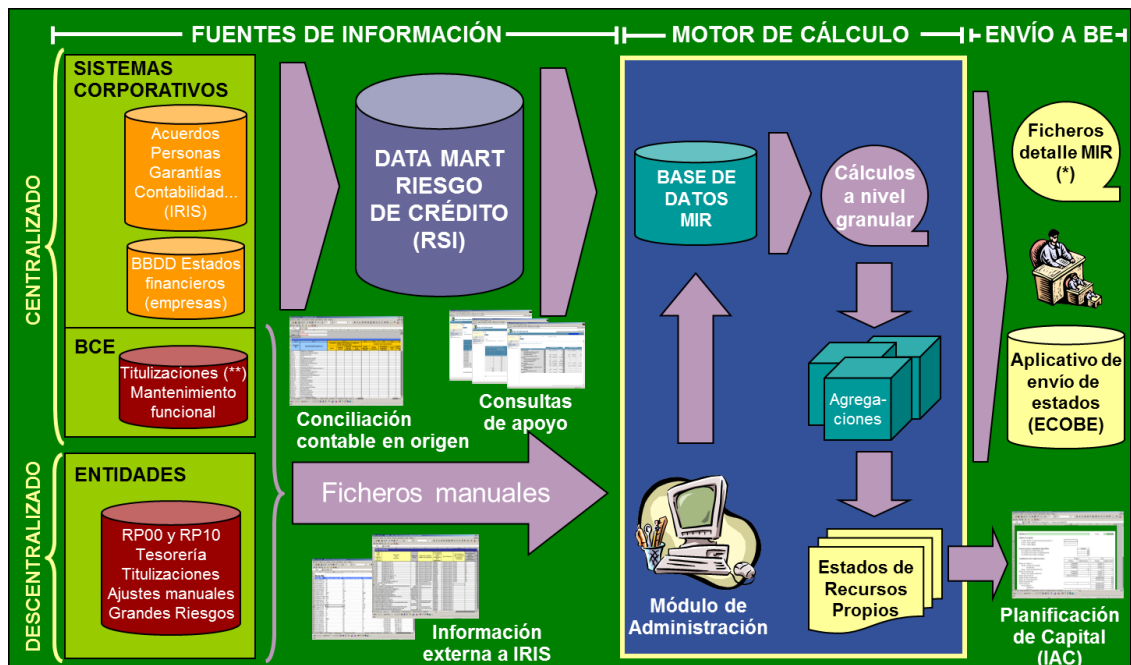 FUENTES DE INFORMACIÓN
MOTOR DE CÁLCULO
ENVÍO A BE
CENTRALIZADO
SISTEMAS
CORPORATIVOS
Acuerdos
Personas
Garantías
Contabilidad...
(IRIS)
BBDD Estados
financieros
(empresas)
BCE
Titulizaciones (**)
Mantenimiento
funcional
DESCENTRALIZADO
ENTIDADES
RP00 y RP10
Tesorería
Titulizaciones
Ajustes manuales
Grandes Riesgos
DATA MART
RIESGO
DE CRÉDITO
(RSI)
Conciliación
contable en origen
Consultas
de apoyo
Ficheros manuales
Información
externa a IRIS
BASE DE
DATOS
MIR
Cálculos
a nivel
granular
Agrega-
ciones
Módulo de
Administración
Estados de
Recursos
Propios
Ficheros
detalle MIR
(*)
Aplicativo de
envío de
estados
(ECOBE)
Planificación
de Capital
(IAC)